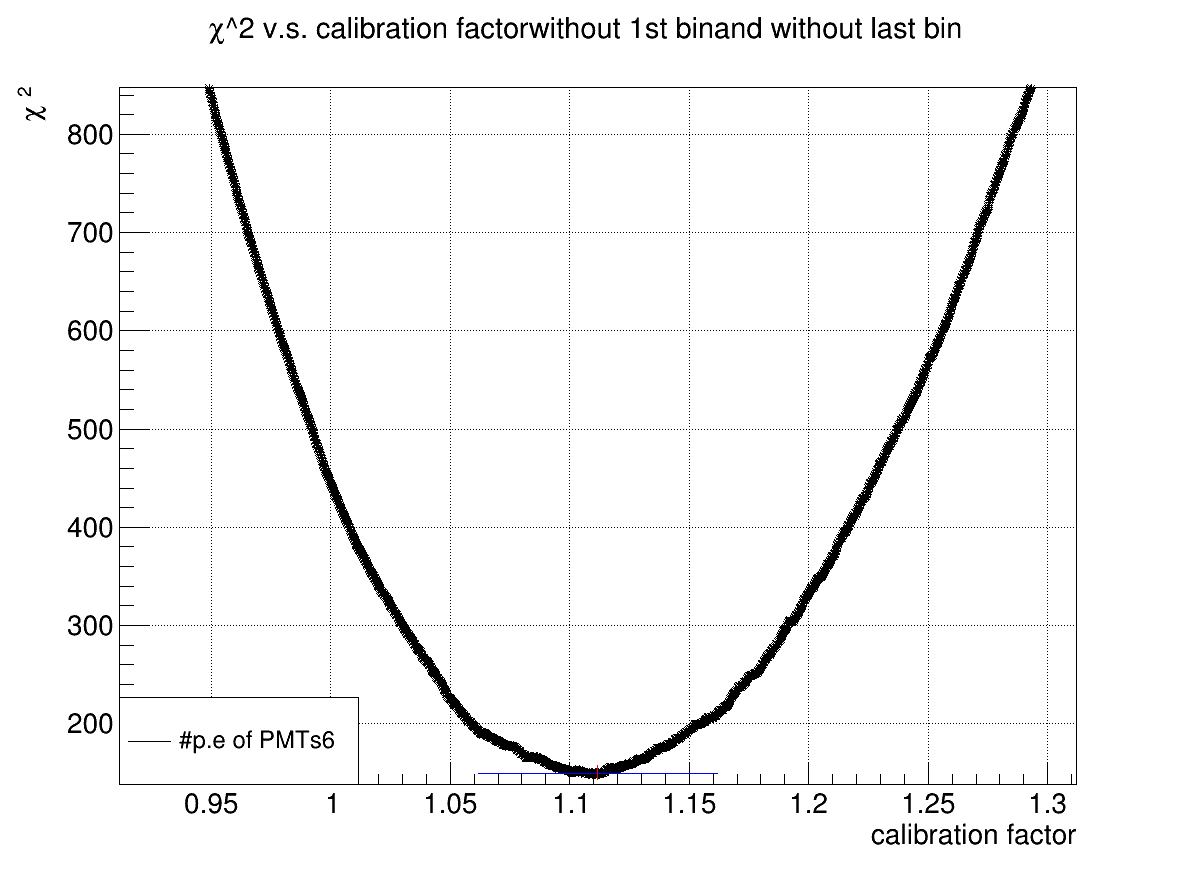 χ^2 v.s. calibration factorwithout 1st binand without last bin
χ 2
800
700
600
500
400
300
200
#p.e of PMTs6
0.95 1 1.05 1.1 1.15 1.2 1.25 1.3
calibration factor